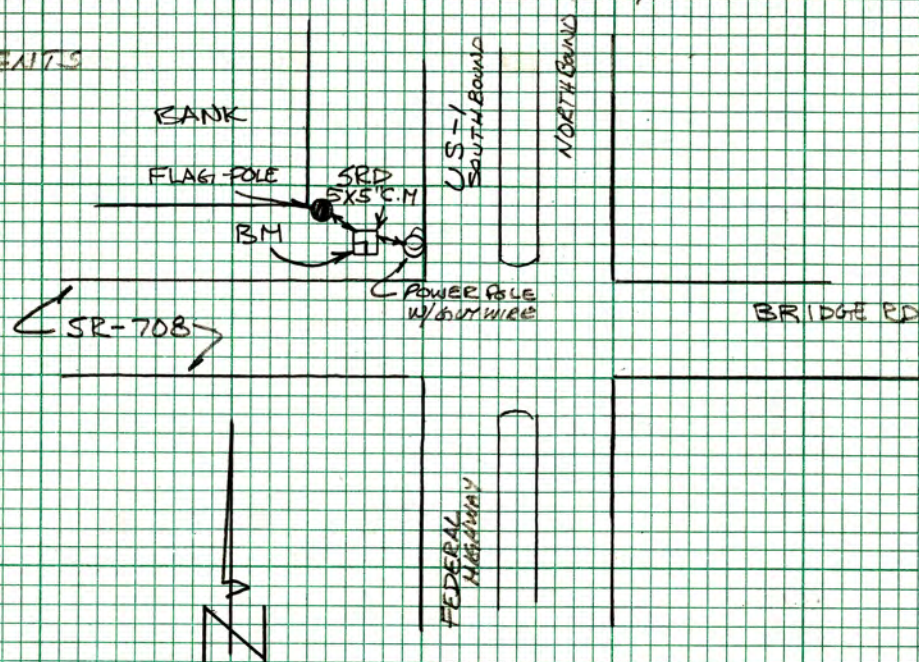 ENTS
BANK
FLAG-POLE
SRD
5X5"C.M
BM
US-1
SOUTHBOUND
NORTHBOUND
POWER POLE
W/GUY WIRE
SR-708
BRIDGE RD
FEDERAL
HIGHWAY
N